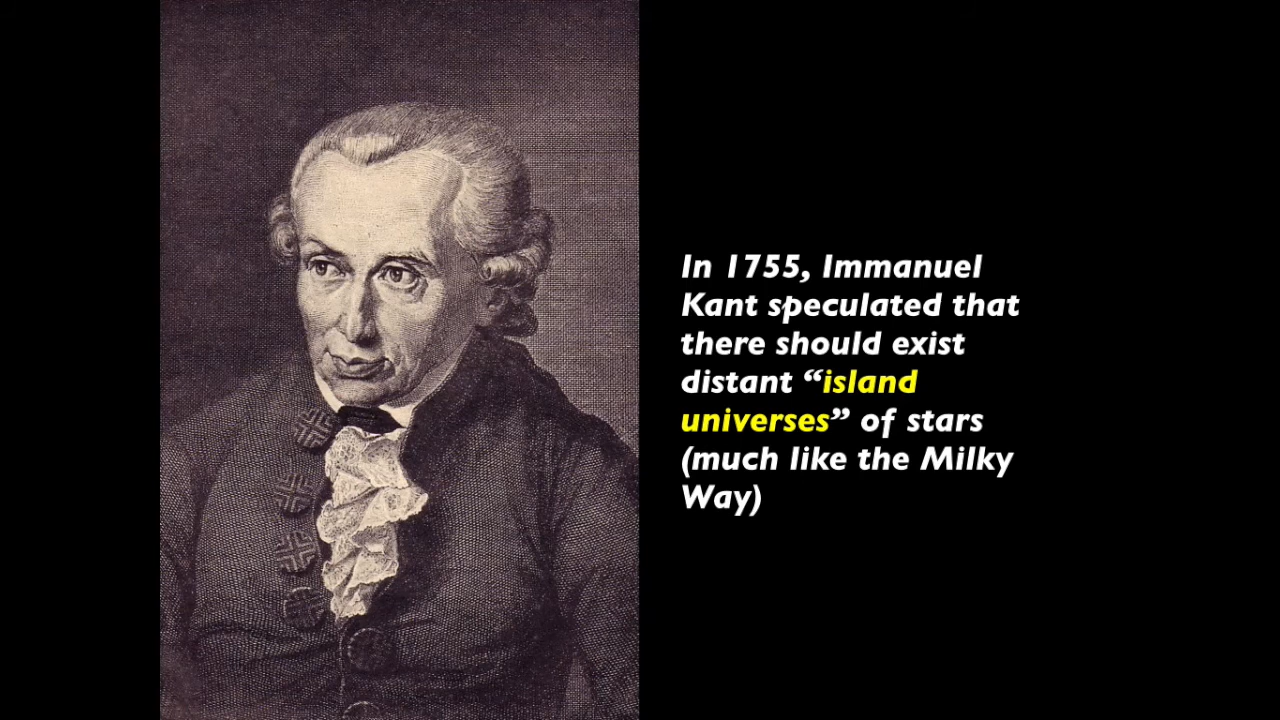 In 1755, Immanuel
Kant speculated that
there should exist
distant “island
universes” of stars
(much like the Milky
Way)